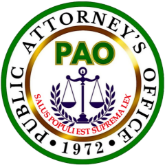 PUBLIC ATTORNEY'S OFFICE
PAO
SALUS POPULI EST SUPREMA LEX
• 1972 •